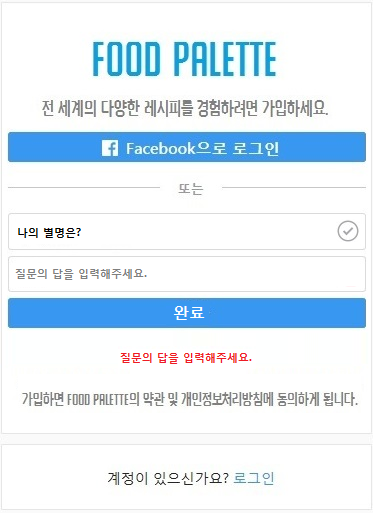 FOOD PALETTE
전 세계의 다양한 레시피를 경험하려면 가입하세요.
Facebook으로 로그인
또는
나의 별명은?
질문의 답을 입력해주세요.
완료
질문의 답을 입력해주세요.
가입하면 FOOD PALETTE의 약관 및 개인정보처리방침에 동의하게 됩니다.
계정이 있으신가요? 로그인